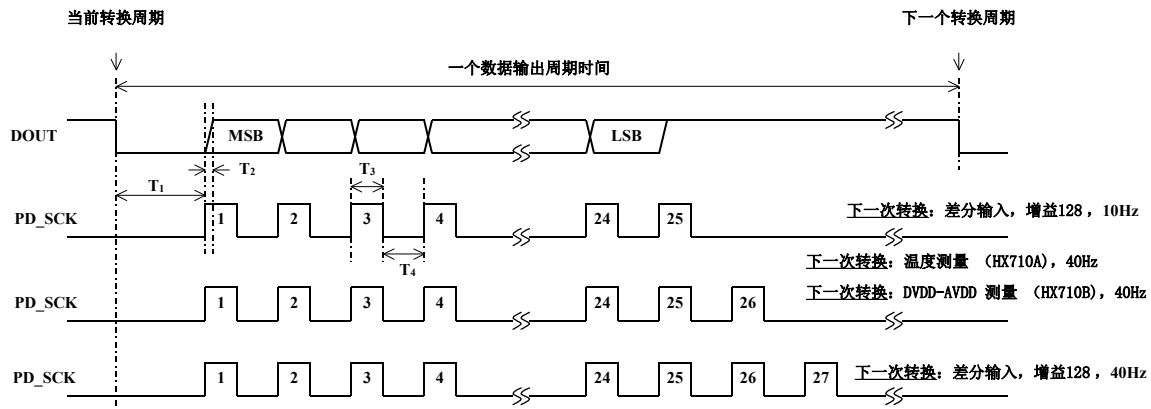 当前转换周期 下一个转换周期
一个数据输出周期时间
DOUT MSB LSB
T₂ T₃
T₁
PD_SCK 1 2 3 4 24 25 下一次转换：差分输入，增益128，10Hz
T₄
下一次转换：温度测量 （HX710A），40Hz
下一次转换：DVDD-AVDD 测量 （HX710B），40Hz
PD_SCK 1 2 3 4 24 25 26
PD_SCK 1 2 3 4 24 25 26 27 下一次转换：差分输入，增益128，40Hz